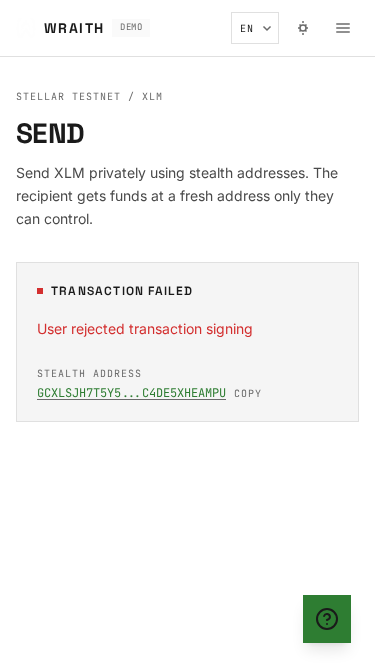 WRAITH DEMO EN
STELLAR TESTNET / XLM
SEND
Send XLM privately using stealth addresses. The
recipient gets funds at a fresh address only they
can control.
TRANSACTION FAILED
User rejected transaction signing
STEALTH ADDRESS
GCXLSJH7T5Y5...C4DE5XHEAMPU COPY
?